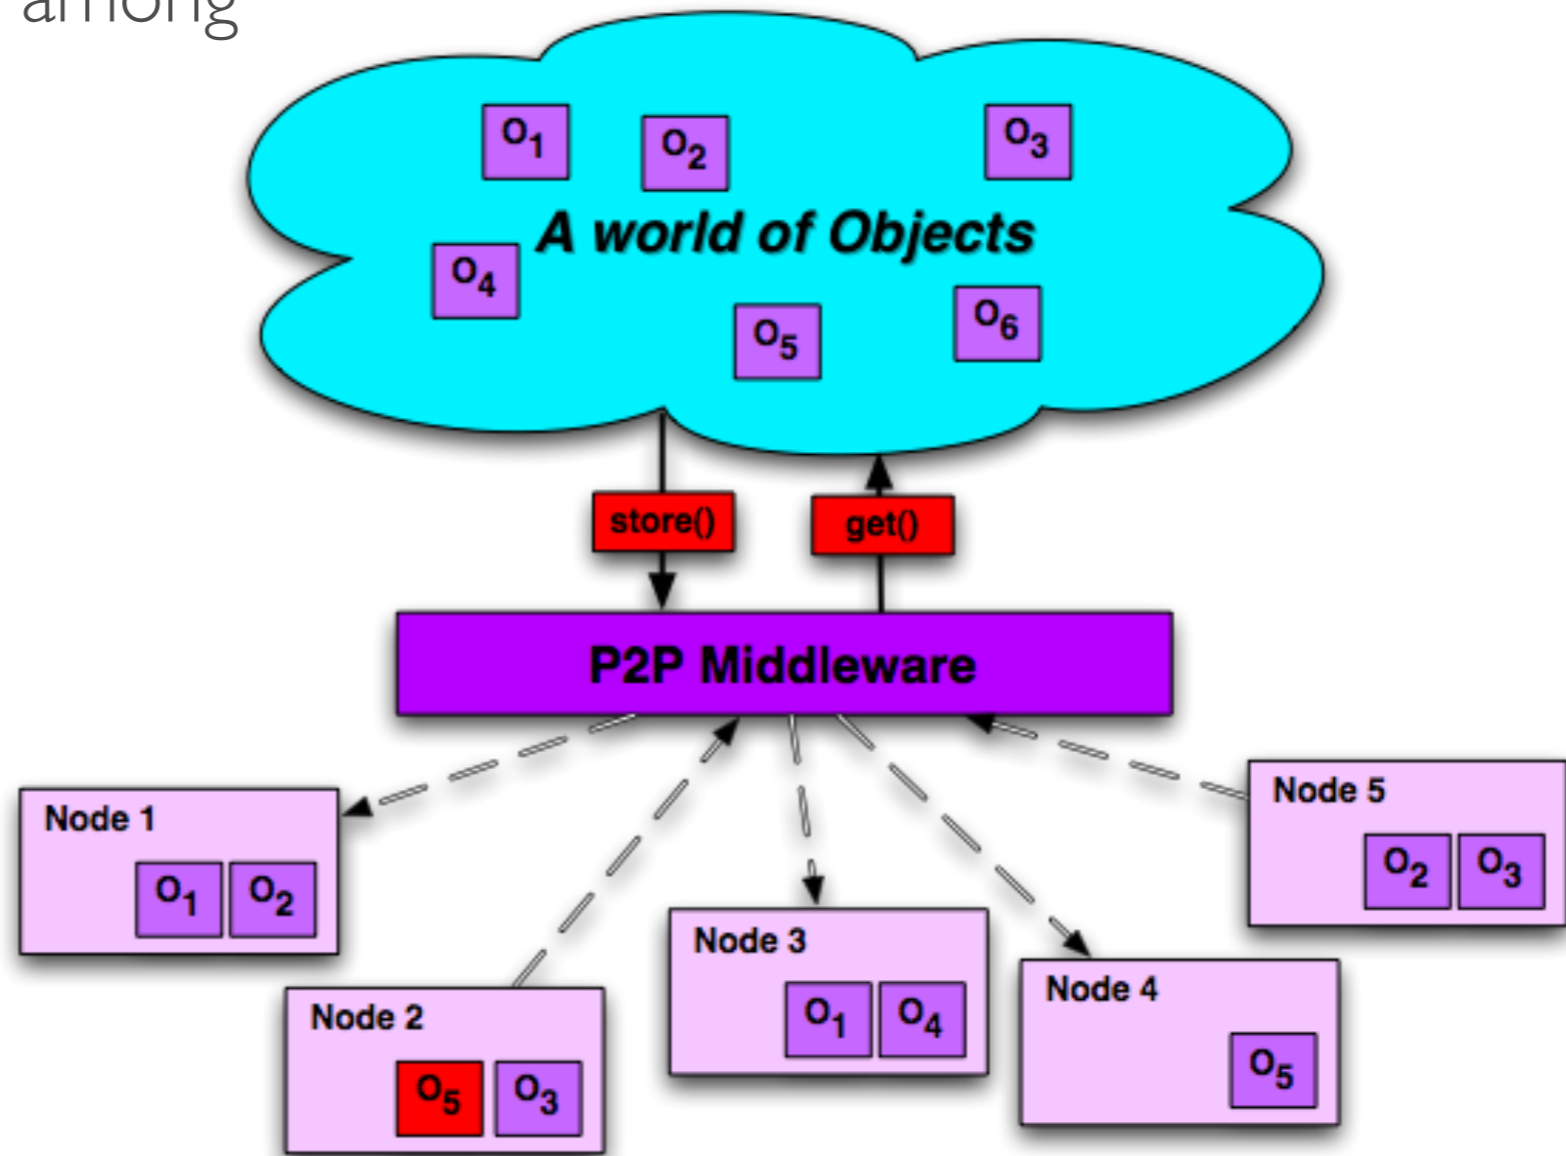 among
O1 O2 O3
A world of Objects
O4
O5 O6
store() get()
P2P Middleware
Node 1
O1 O2
Node 2
O5 O3
Node 3
O1 O4
Node 4
O5
Node 5
O2 O3